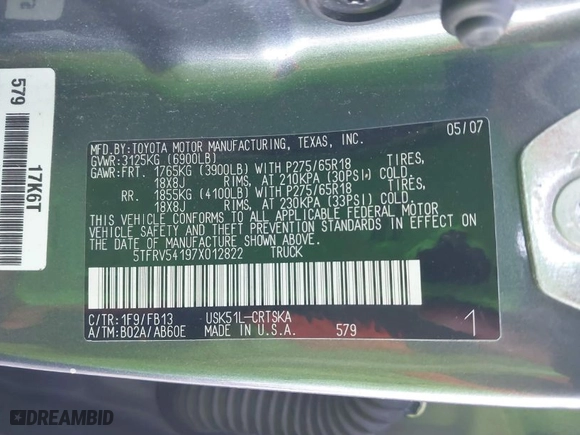 579
17K6T
MFD.BY:TOYOTA MOTOR MANUFACTURING, TEXAS, INC. 05/07
GVWR:3125KG (6900LB)
GAWR:FRT. 1765KG (3900LB) WITH P275/65R18 TIRES,
18X8J RIMS, AT 210KPA (30PSI) COLD.
RR. 1855KG (4100LB) WITH P275/65R18 TIRES,
18X8J RIMS, AT 230KPA (33PSI) COLD.
THIS VEHICLE CONFORMS TO ALL APPLICABLE FEDERAL MOTOR
VEHICLE SAFETY AND THEFT PREVENTION STANDARDS IN EFFECT ON
THE DATE OF MANUFACTURE SHOWN ABOVE.
5TFRV54197X012822 TRUCK
C/TR:1F9/FB13 USK51L-CRTSKA
A/TM:B02A/AB60E MADE IN U.S.A. 579 1
DREAMBID